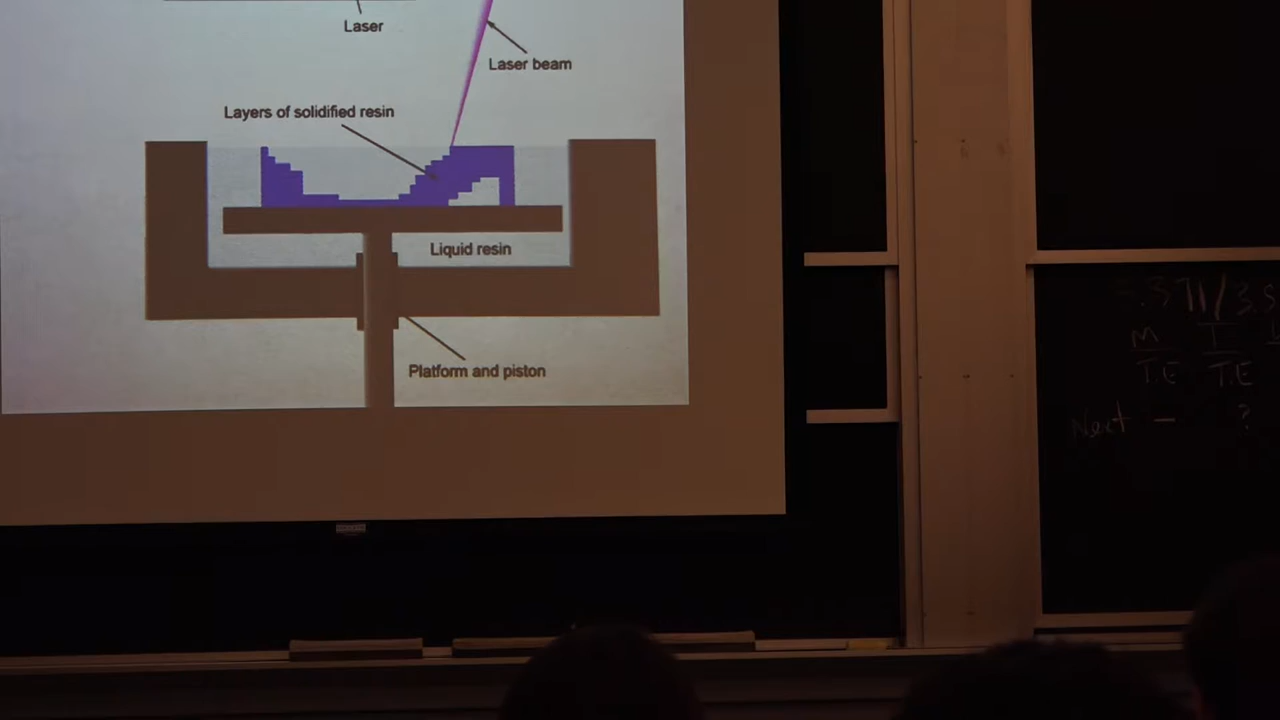 Laser
Laser beam
Layers of solidified resin
Liquid resin
Platform and piston
M T
T.E T.E
Next — ?